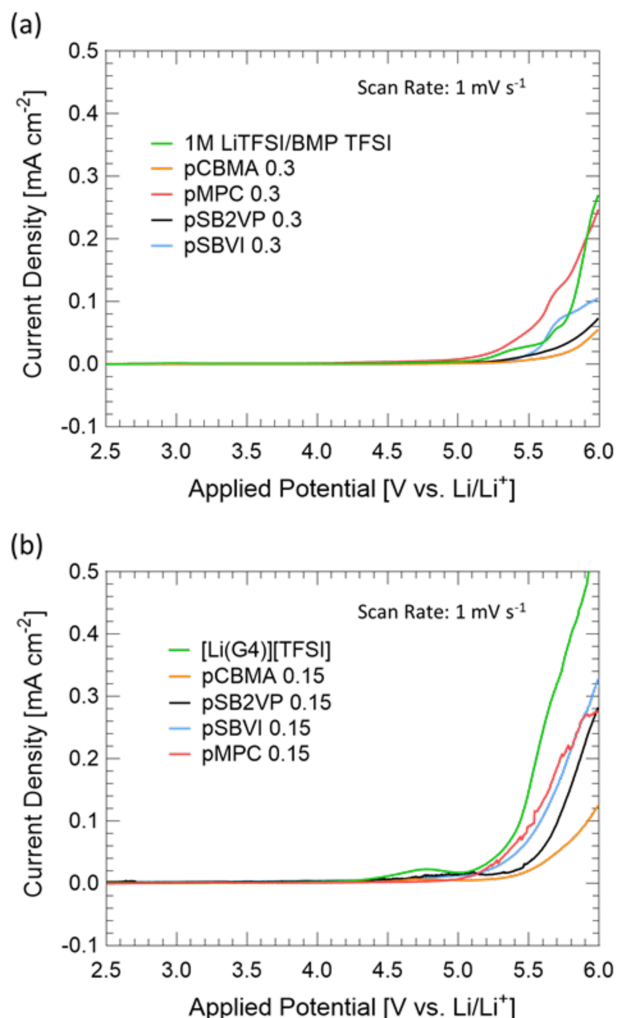 (a)
Scan Rate: 1 mV s⁻¹
1M LiTFSI/BMP TFSI
pCBMA 0.3
pMPC 0.3
pSB2VP 0.3
pSBVI 0.3
0.5
0.4
0.3
0.2
0.1
0.0
-0.1
Current Density [mA cm⁻²]
2.5 3.0 3.5 4.0 4.5 5.0 5.5 6.0
Applied Potential [V vs. Li/Li⁺]
(b)
Scan Rate: 1 mV s⁻¹
[Li(G4)][TFSI]
pCBMA 0.15
pSB2VP 0.15
pSBVI 0.15
pMPC 0.15
0.5
0.4
0.3
0.2
0.1
0.0
-0.1
Current Density [mA cm⁻²]
2.5 3.0 3.5 4.0 4.5 5.0 5.5 6.0
Applied Potential [V vs. Li/Li⁺]